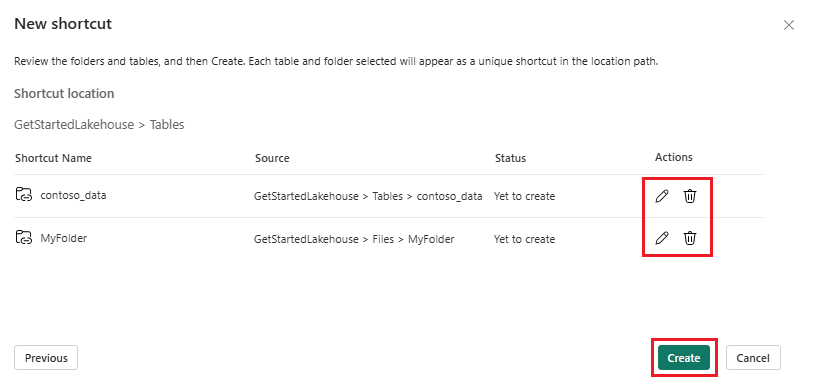 New shortcut
Review the folders and tables, and then Create. Each table and folder selected will appear as a unique shortcut in the location path.
Shortcut location
GetStartedLakehouse > Tables
Shortcut Name Source Status Actions
contoso_data GetStartedLakehouse > Tables > contoso_data Yet to create
MyFolder GetStartedLakehouse > Files > MyFolder Yet to create
Previous Create Cancel